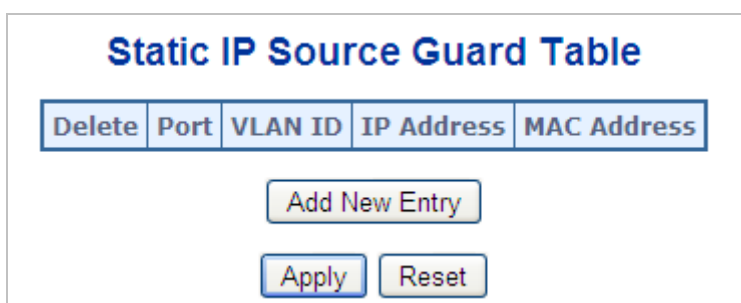 Static IP Source Guard Table
Delete Port VLAN ID IP Address MAC Address
Add New Entry
Apply Reset